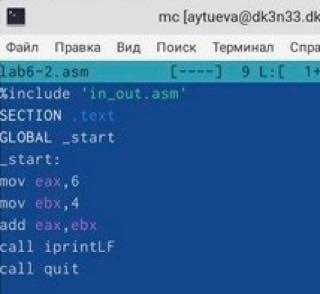 mc [aytueva@dk3n33.dk
Файл Правка Вид Поиск Терминал Спра
lab6-2.asm [----] 9 L:[ 1+
%include 'in_out.asm'
SECTION .text
GLOBAL _start
_start:
mov eax,6
mov ebx,4
add eax,ebx
call iprintLF
call quit